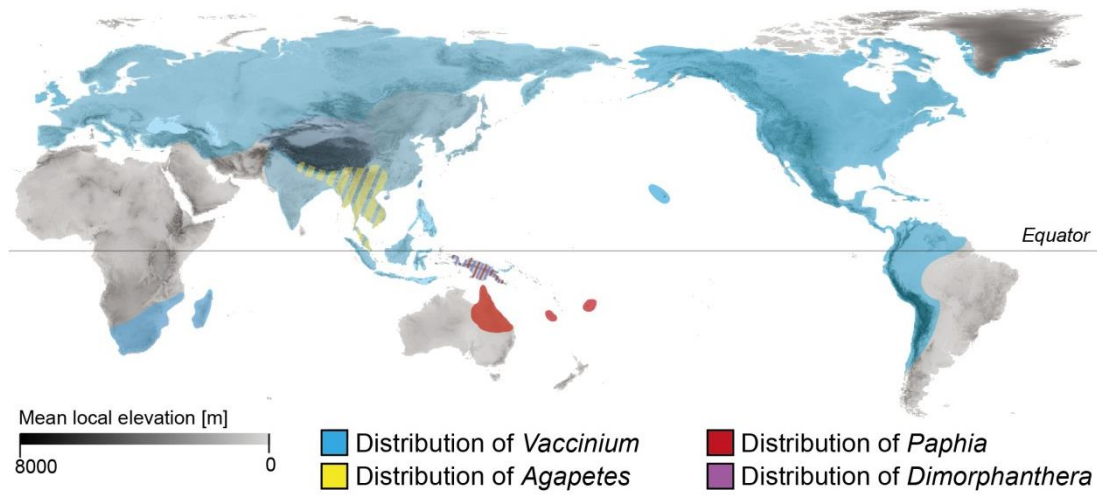 Equator
Mean local elevation [m]
8000 0
Distribution of Vaccinium
Distribution of Agapetes
Distribution of Paphia
Distribution of Dimorphanthera